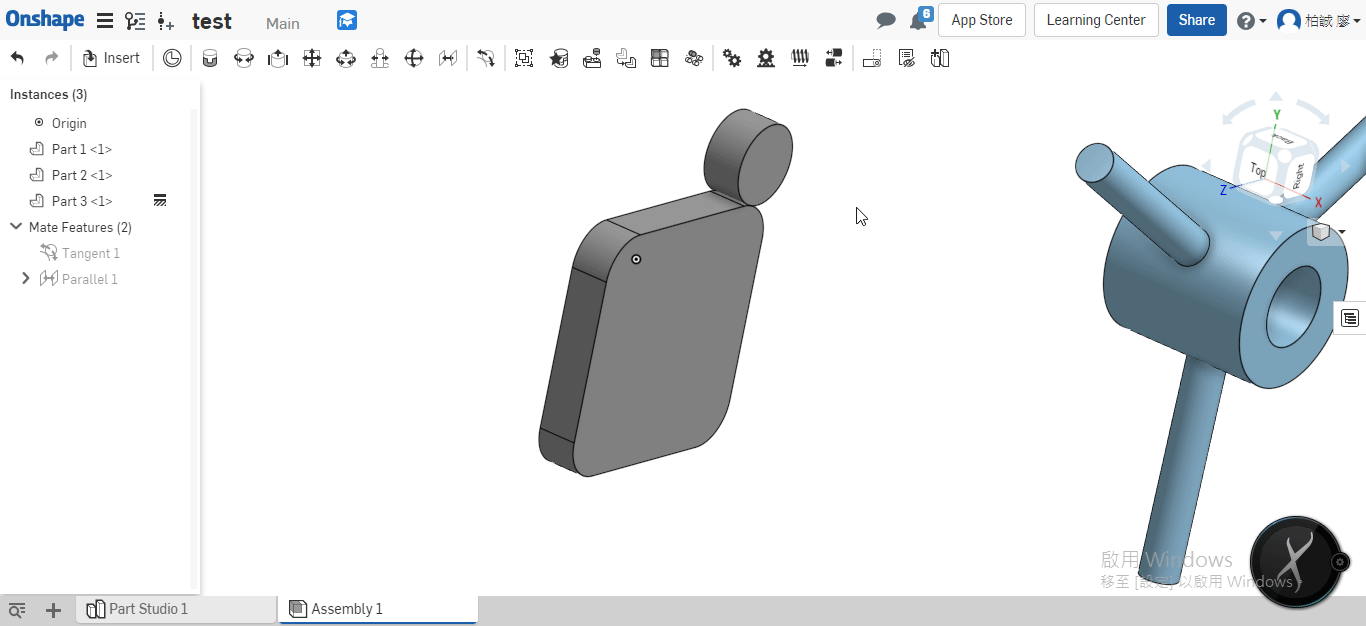 Onshape test Main 6 App Store Learning Center Share 柏誠 廖
Insert
Instances (3)
Origin
Part 1 <1>
Part 2 <1>
Part 3 <1>
Mate Features (2)
Tangent 1
Parallel 1
Y
Back
Top
Right
Z
X
啟用 Windows
移至 [設定] 以啟用 Windows。
Part Studio 1 Assembly 1